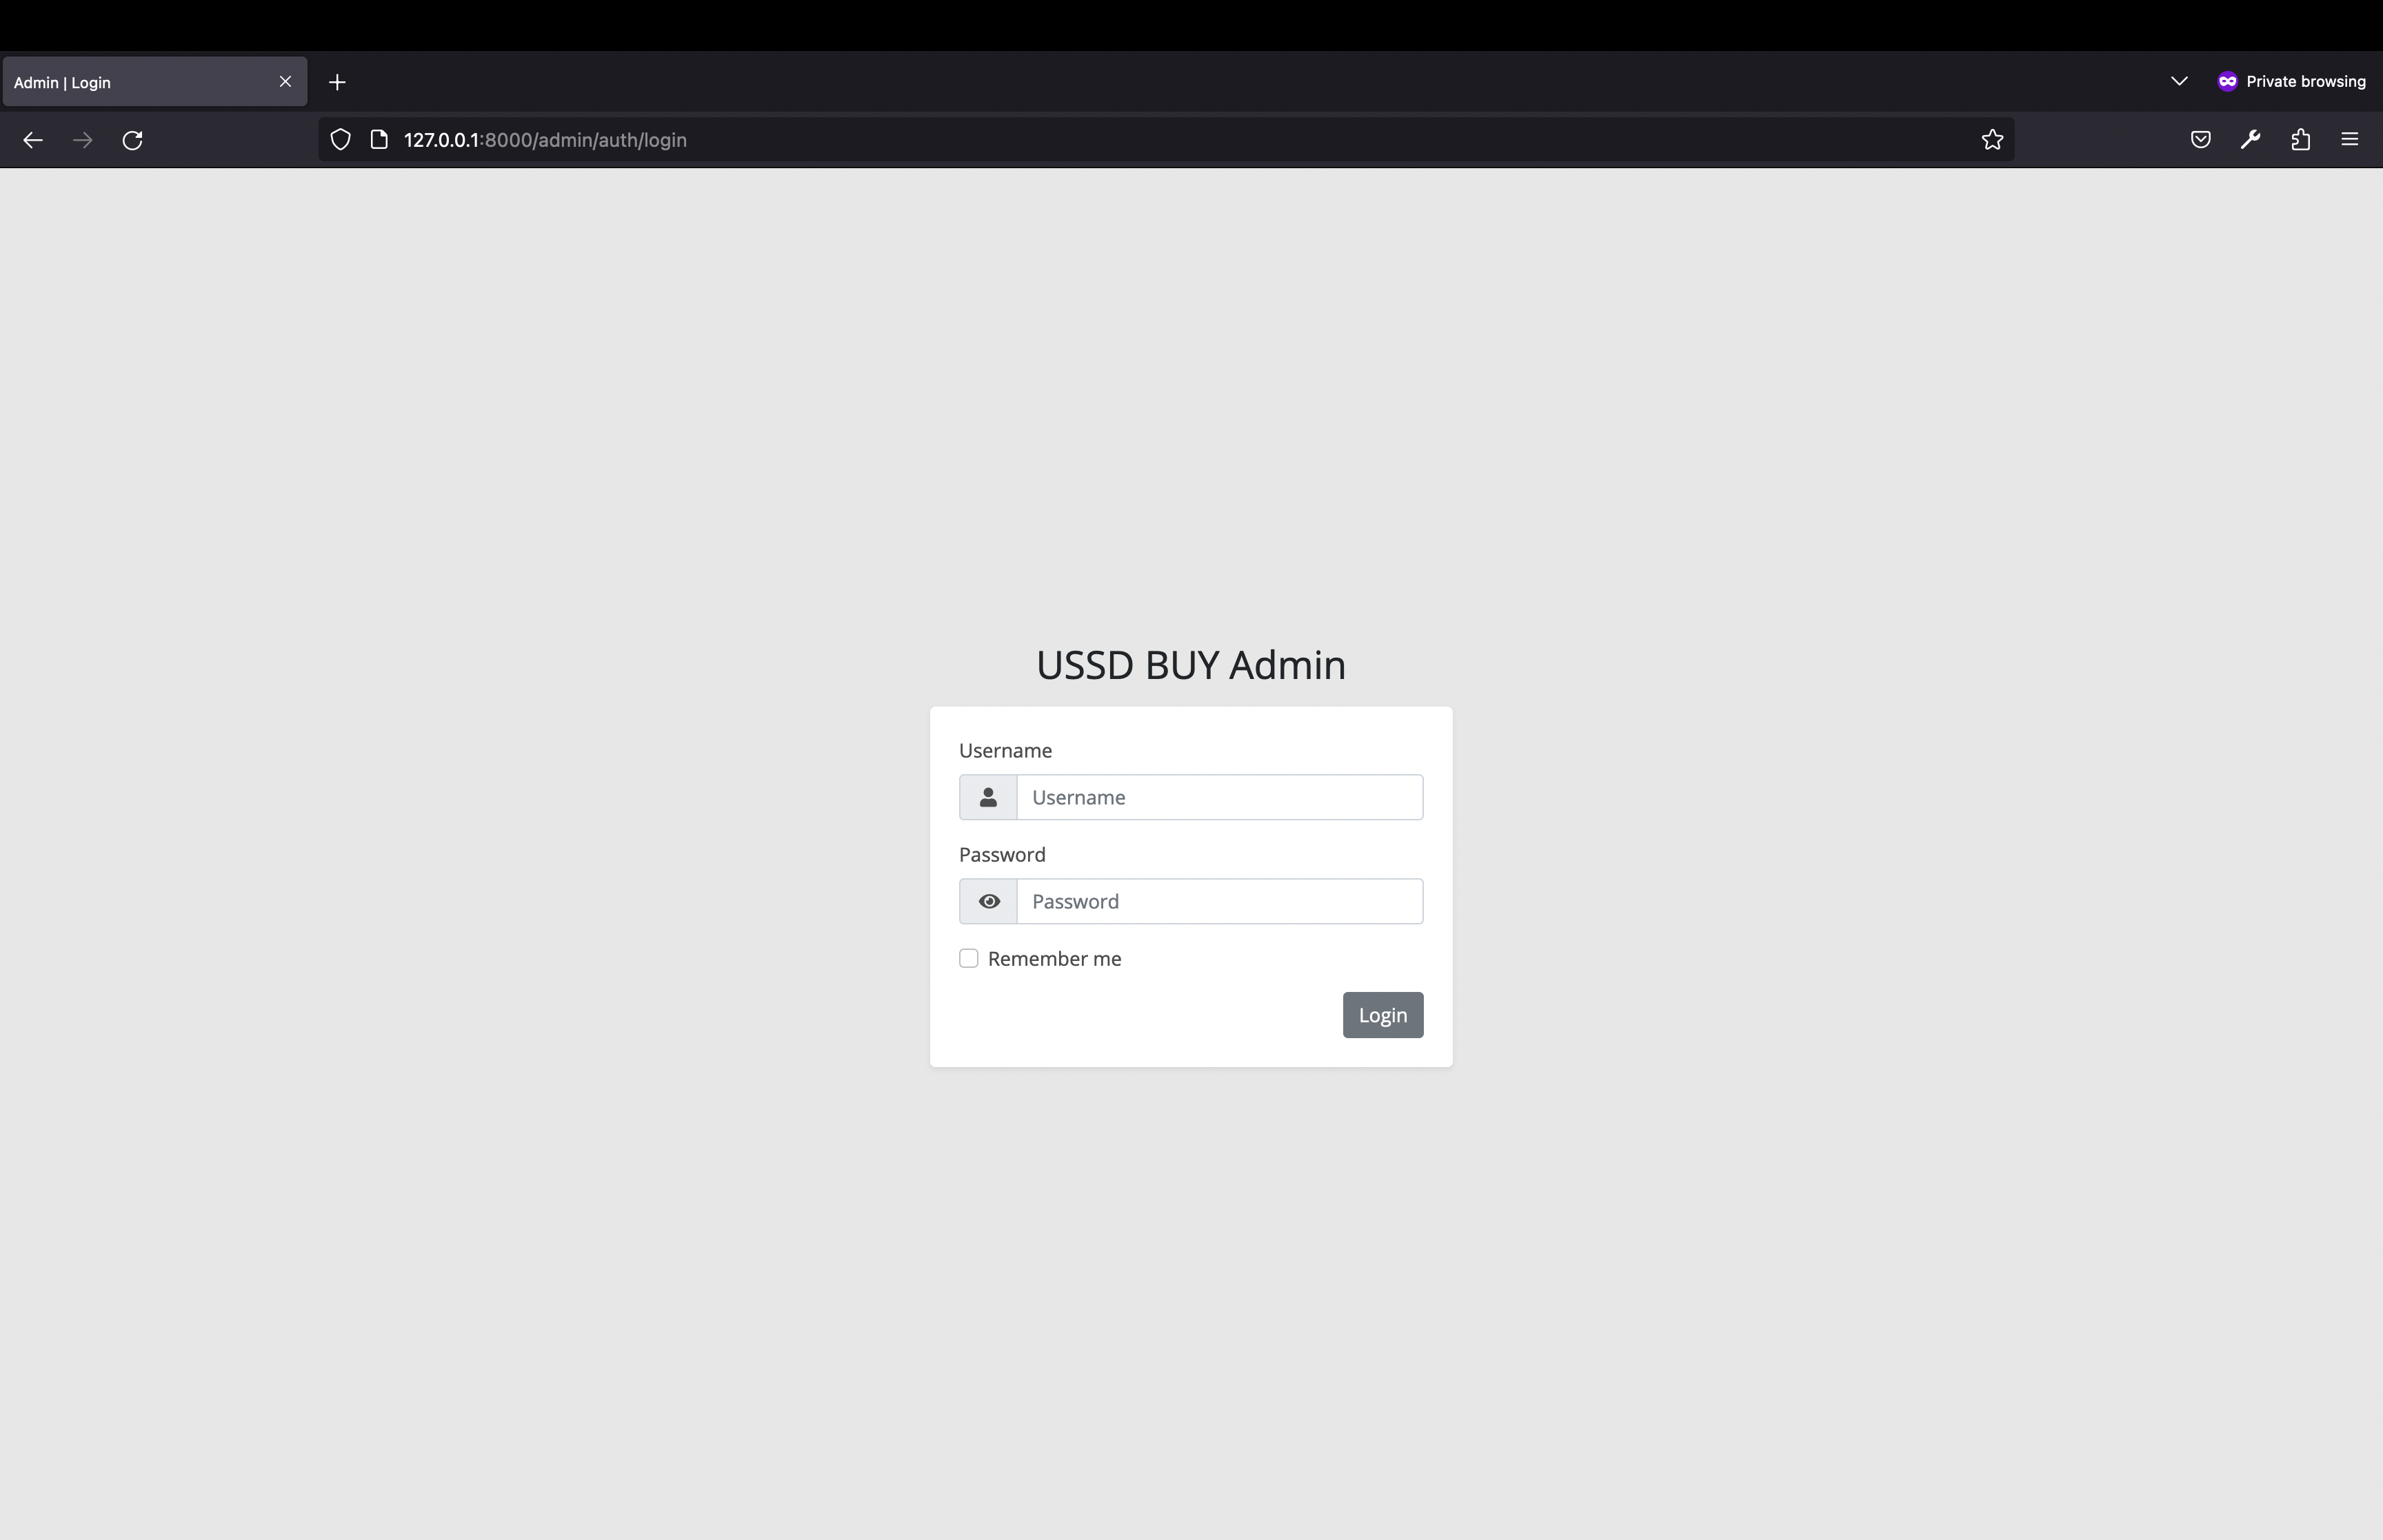 Admin | Login
Private browsing
127.0.0.1:8000/admin/auth/login
USSD BUY Admin
Username
Username
Password
Password
Remember me
Login